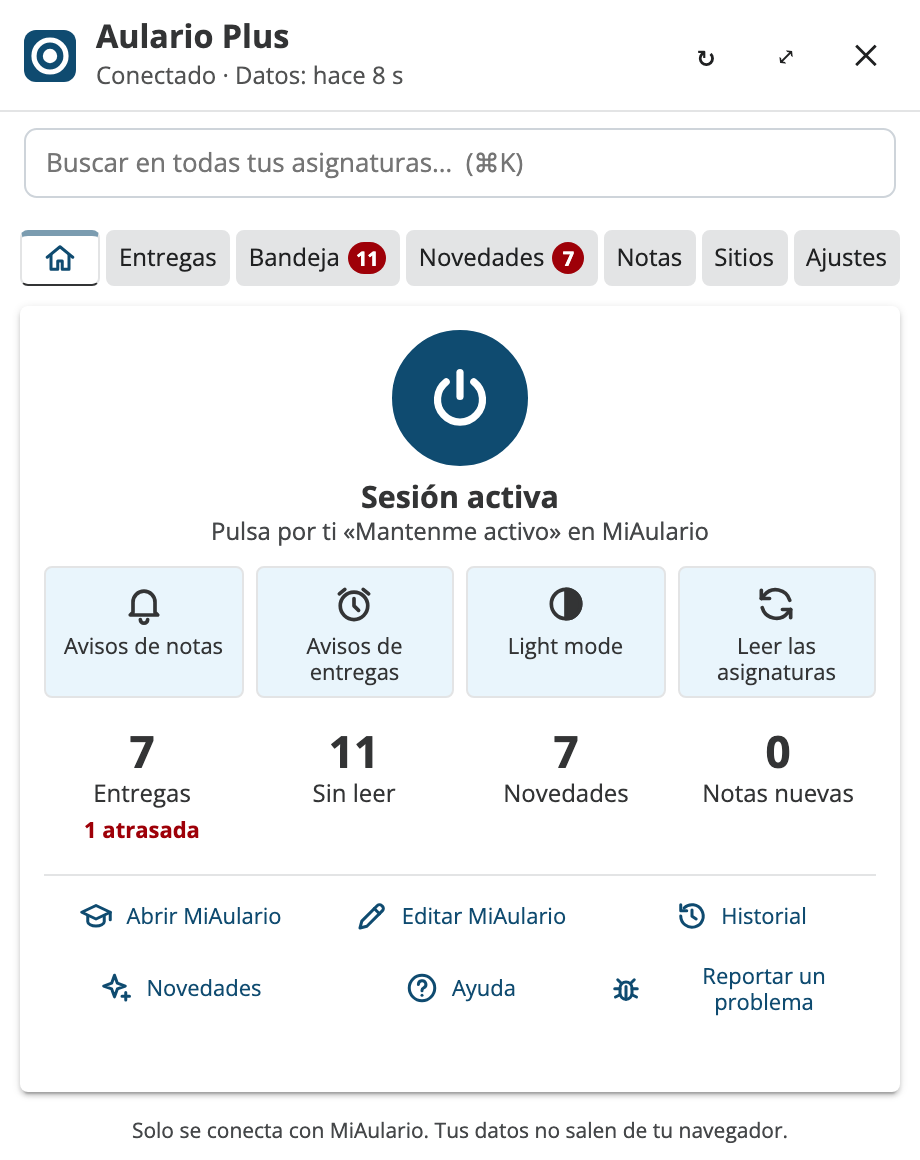 Aulario Plus
Conectado · Datos: hace 8 s
Buscar en todas tus asignaturas... (⌘K)
Entregas
Bandeja 11
Novedades 7
Notas
Sitios
Ajustes
Sesión activa
Pulsa por ti «Mantenme activo» en MiAulario
Avisos de notas
Avisos de
entregas
Light mode
Leer las
asignaturas
7
Entregas
1 atrasada
11
Sin leer
7
Novedades
0
Notas nuevas
Abrir MiAulario
Editar MiAulario
Historial
Novedades
Ayuda
Reportar un
problema
Solo se conecta con MiAulario. Tus datos no salen de tu navegador.